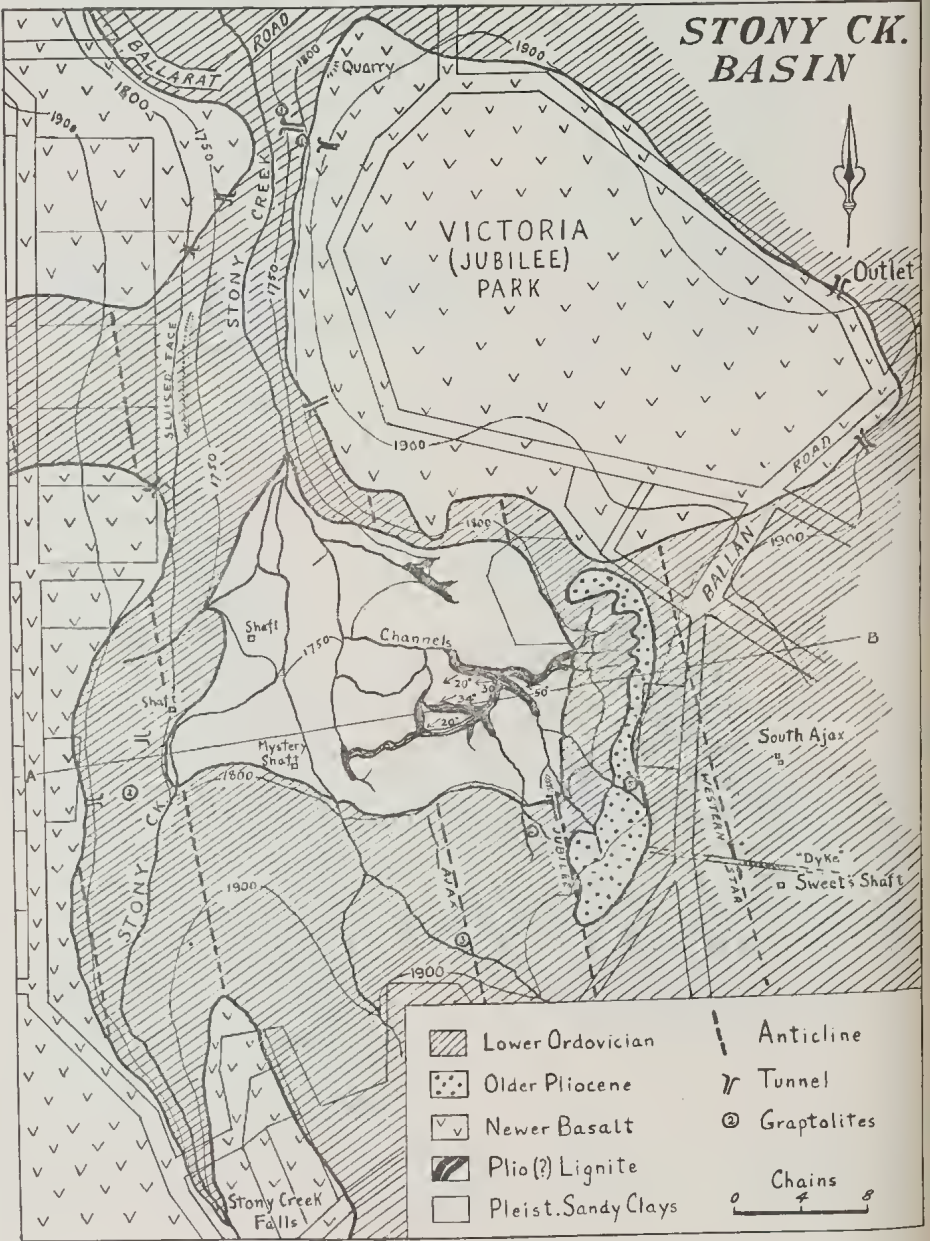 STONY CK.
BASIN
BALLARAT
ROAD
1800
1900
Quarry
1900
1800
1750
STONY CREEK
1750
VICTORIA
(JUBILEE)
PARK
Outlet
SLUICED FACE
1750
1900
ROAD
BALLAN
1900
1800
Shaft
1750
Channels
B
20°
30
50°
34°
20°
Shaft
Mystery
Shaft
A
1800
South Ajax
STONY CK.
AJAX
JUBILEE
WESTERN STAR
"Dyke"
Sweet's Shaft
1900
1900
Stony Creek
Falls
Lower Ordovician
Older Pliocene
Newer Basalt
Plio(?) Lignite
Pleist. Sandy Clays
Anticline
Tunnel
② Graptolites
Chains
0 4 8